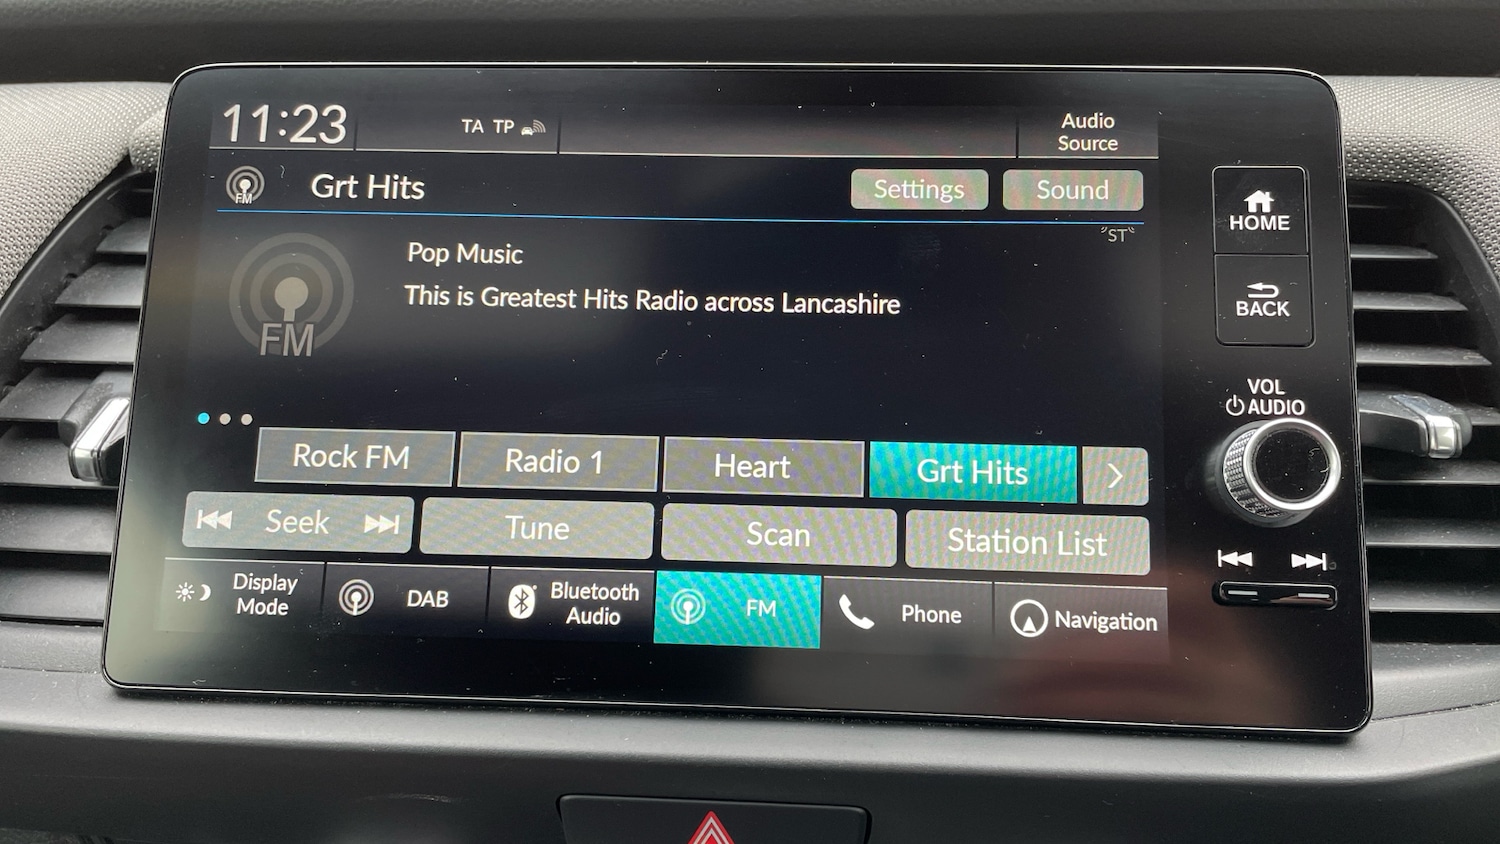 11:23
TA TP
Audio
Source
FM
Grt Hits
Settings
Sound
"ST"
FM
Pop Music
This is Greatest Hits Radio across Lancashire
HOME
BACK
VOL
AUDIO
Rock FM
Radio 1
Heart
Grt Hits
Seek
Tune
Scan
Station List
Display
Mode
DAB
Bluetooth
Audio
FM
Phone
Navigation